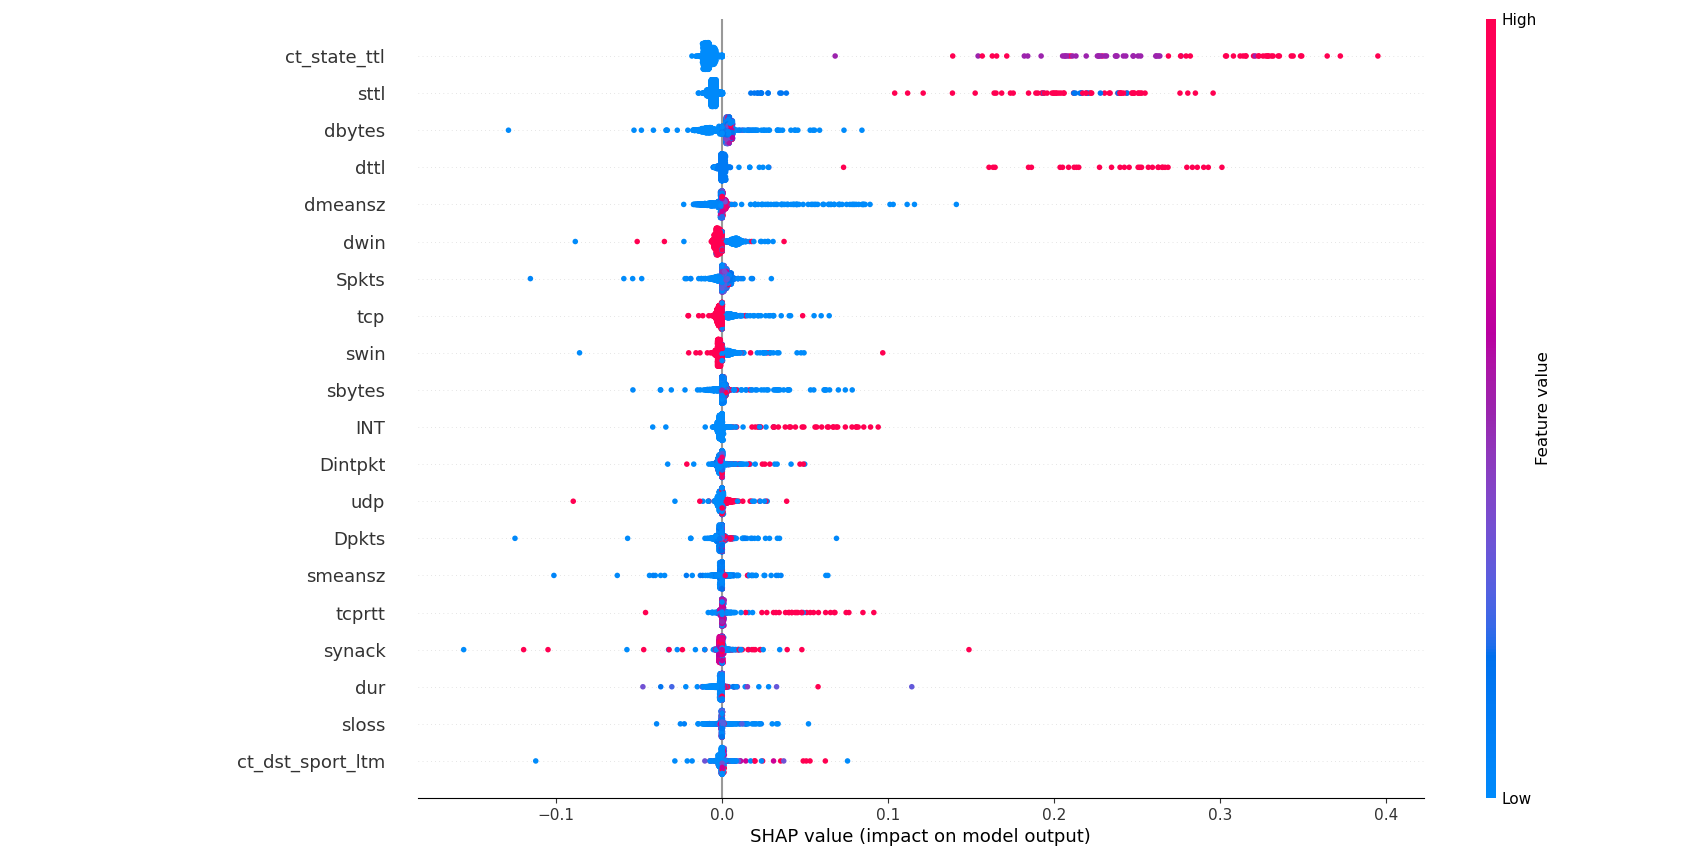 High
ct_state_ttl
sttl
dbytes
dttl
dmeansz
dwin
Spkts
tcp
swin
sbytes
INT
Dintpkt
udp
Dpkts
smeansz
tcprtt
synack
dur
sloss
ct_dst_sport_ltm
Feature value
Low
−0.1 0.0 0.1 0.2 0.3 0.4
SHAP value (impact on model output)